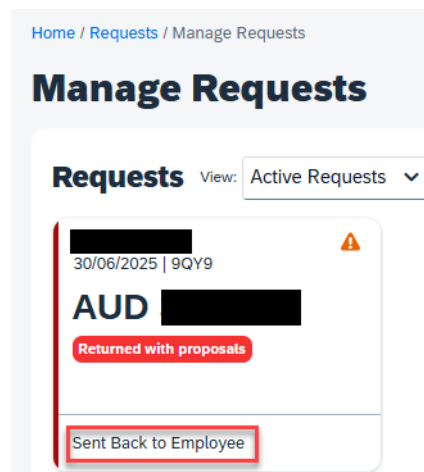 Home / Requests / Manage Requests
Manage Requests
Requests View: Active Requests
30/06/2025 | 9QY9
AUD
Returned with proposals
Sent Back to Employee